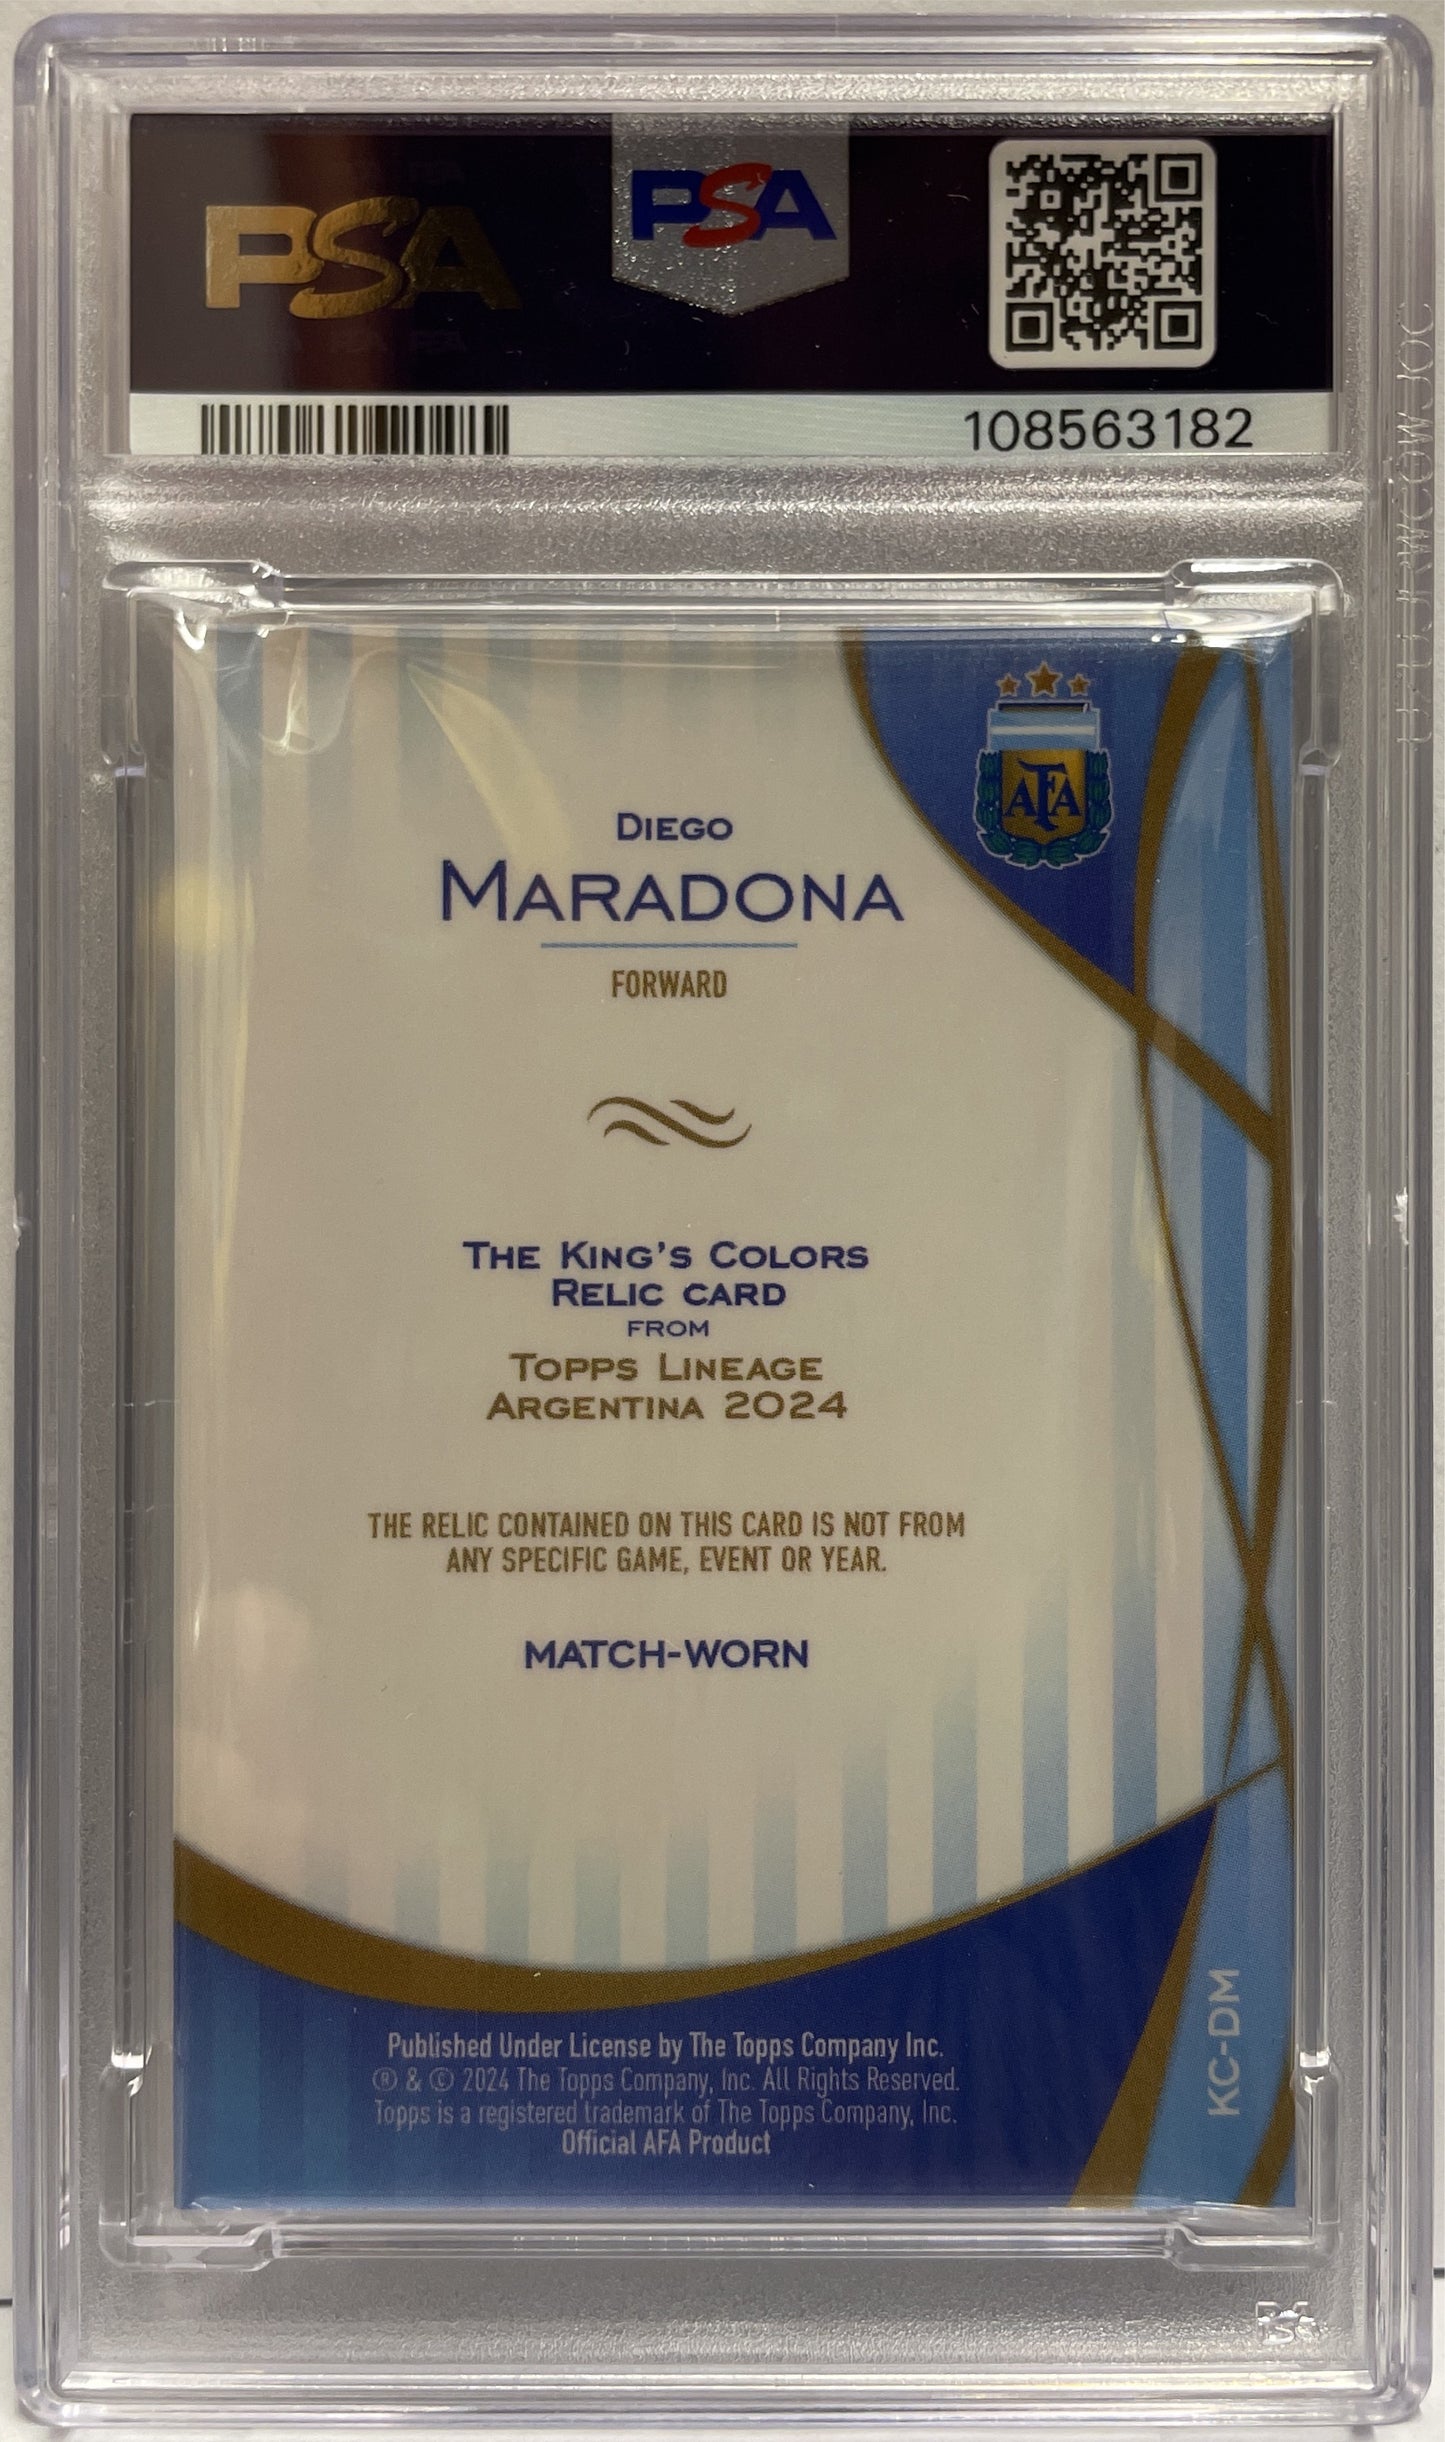 PSA
PSA
108563182
AFA
DIEGO
MARADONA
FORWARD
THE KING'S COLORS
RELIC CARD
FROM
TOPPS LINEAGE
ARGENTINA 2024
THE RELIC CONTAINED ON THIS CARD IS NOT FROM
ANY SPECIFIC GAME, EVENT OR YEAR.
MATCH-WORN
KC-DM
Published Under License by The Topps Company Inc.
® & © 2024 The Topps Company, Inc. All Rights Reserved.
Topps is a registered trademark of The Topps Company, Inc.
Official AFA Product